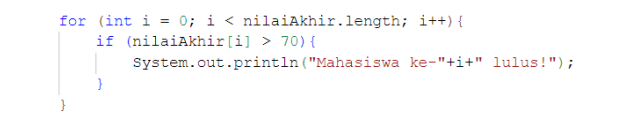 for (int i = 0; i < nilaiAkhir.length; i++){
if (nilaiAkhir[i] > 70){
System.out.println("Mahasiswa ke-"+i+" lulus!");
}
}